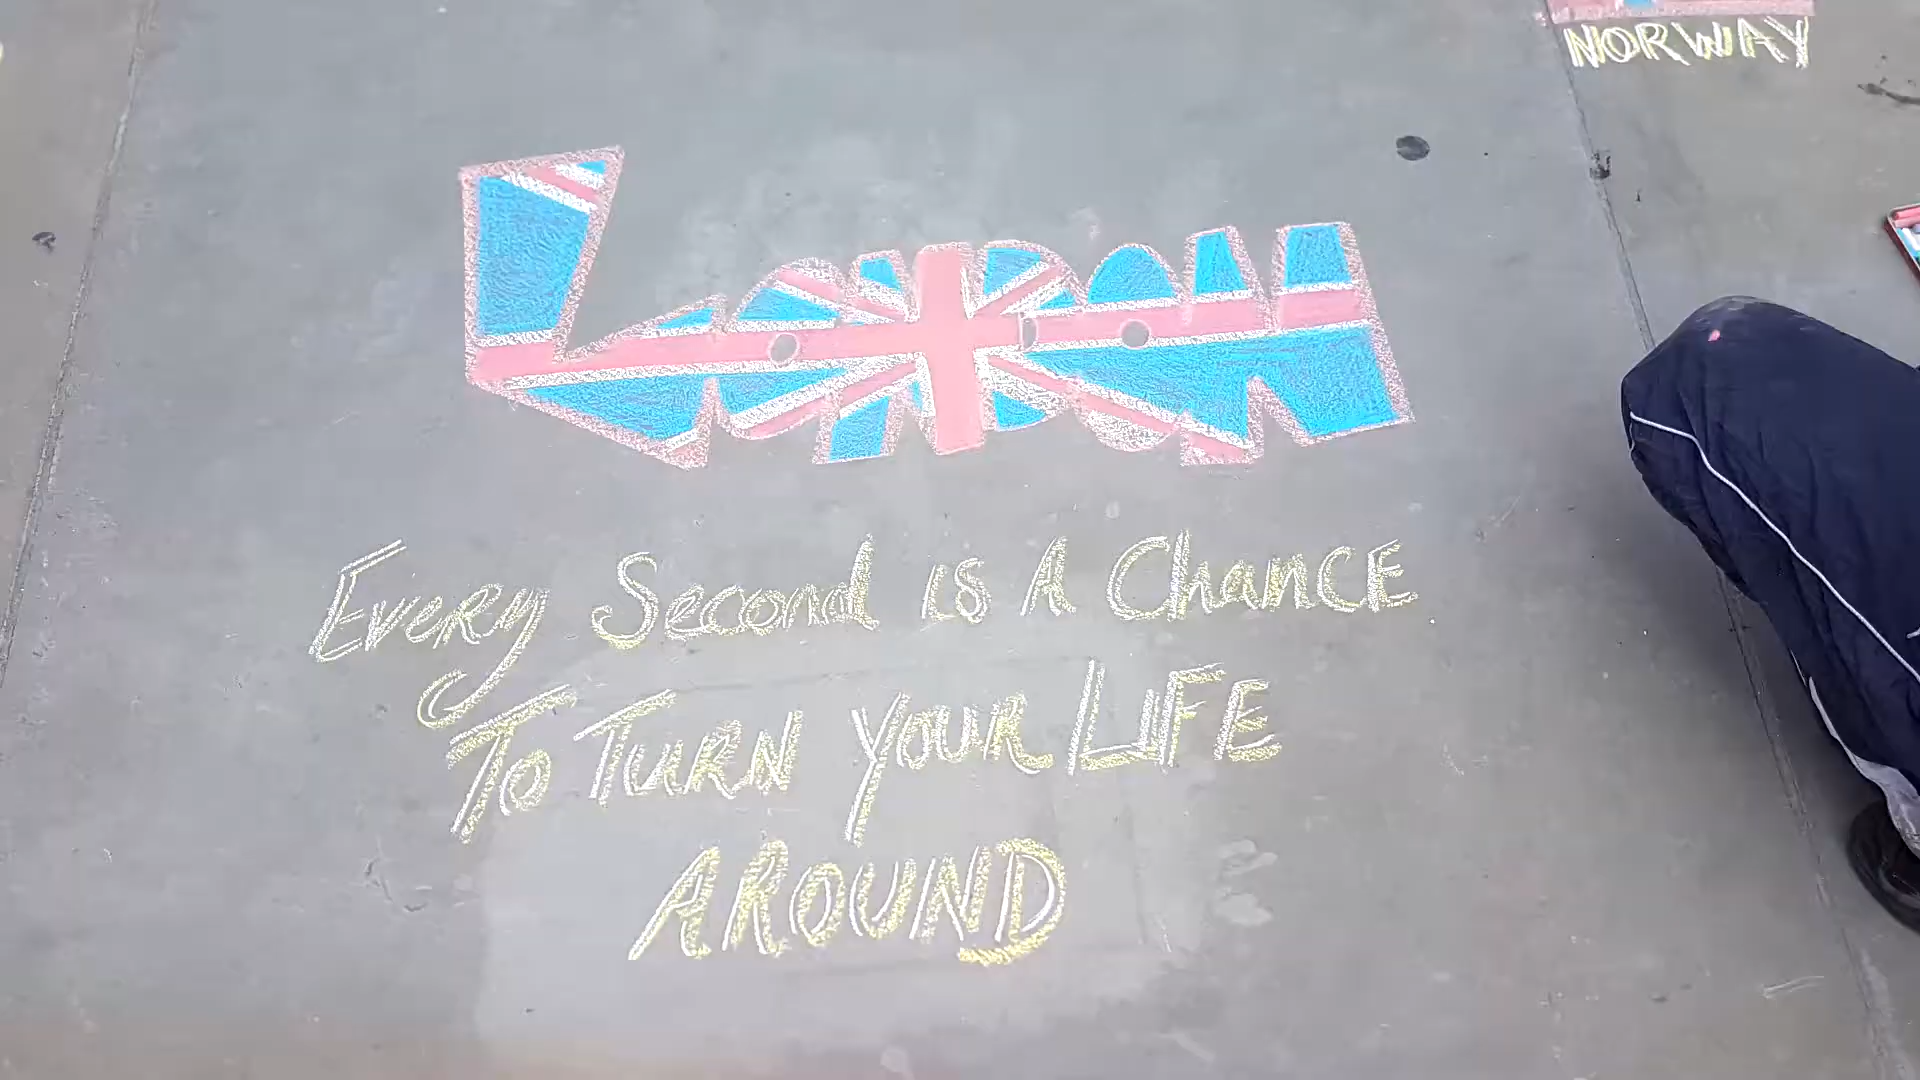 NORWAY
LONDON
EVERY Second is A ChanCE
To TURN YOUR LIFE
AROUND